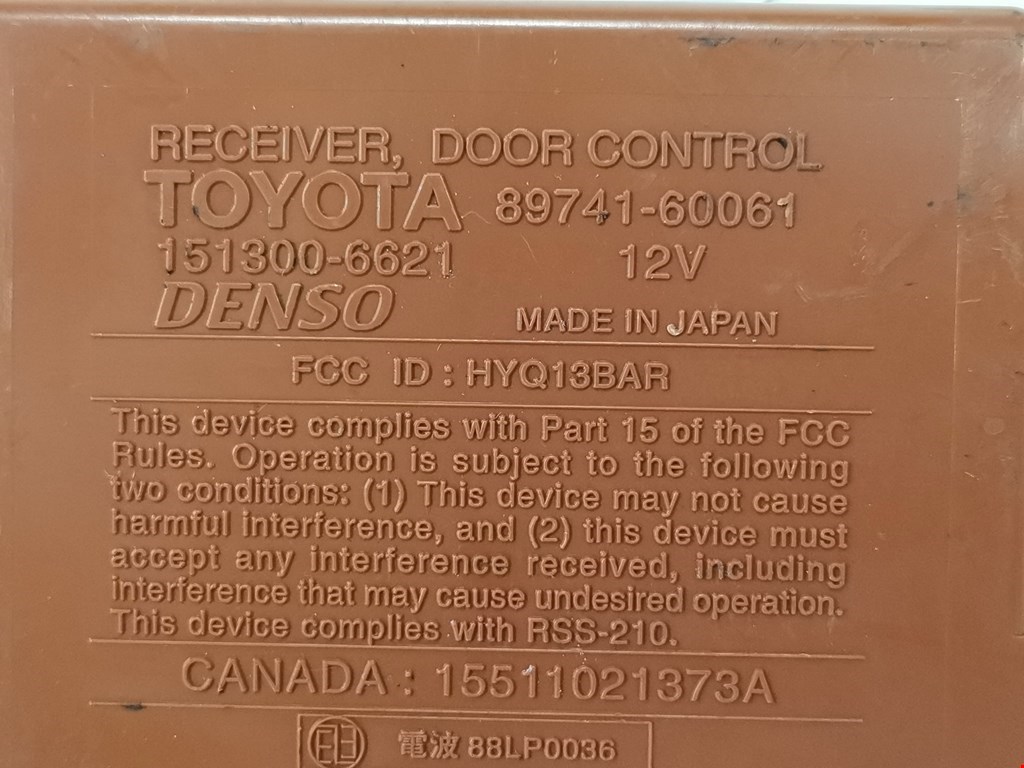 RECEIVER, DOOR CONTROL
TOYOTA 89741-60061
151300-6621 12V
DENSO MADE IN JAPAN
FCC ID : HYQ13BAR
This device complies with Part 15 of the FCC
Rules. Operation is subject to the following
two conditions: (1) This device may not cause
harmful interference, and (2) this device must
accept any interference received, including
interference that may cause undesired operation.
This device complies with RSS-210.
CANADA : 15511021373A
電波 88LP0036